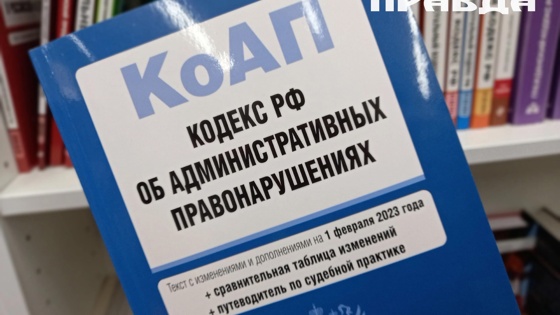 ПРАВДА
КоАП
КОДЕКС РФ
ОБ АДМИНИСТРАТИВНЫХ
ПРАВОНАРУШЕНИЯХ
Текст с изменениями и дополнениями на 1 февраля 2023 года
+ сравнительная таблица изменений
+ путеводитель по судебной практике